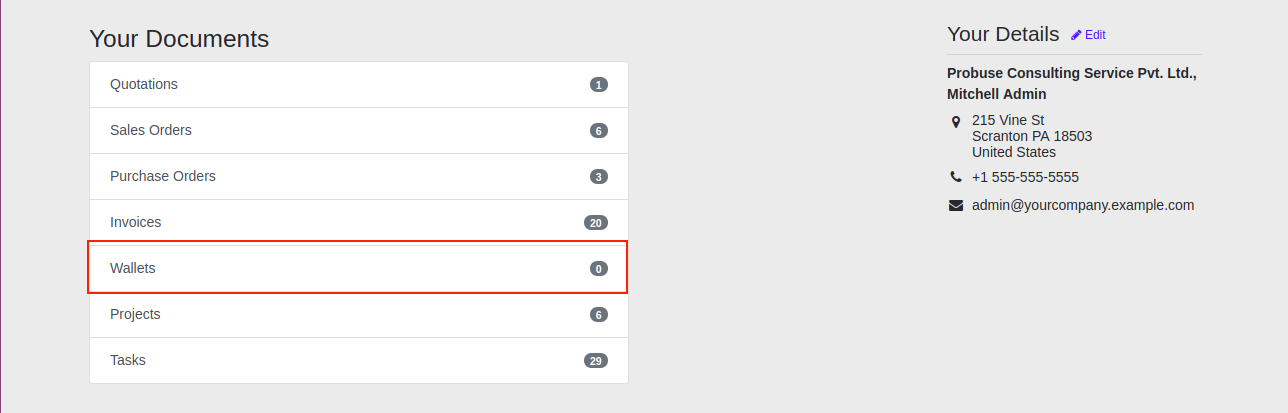 Your Documents
Quotations 1
Sales Orders 6
Purchase Orders 3
Invoices 20
Wallets 0
Projects 6
Tasks 29
Your Details Edit
Probuse Consulting Service Pvt. Ltd.,
Mitchell Admin
215 Vine St
Scranton PA 18503
United States
+1 555-555-5555
admin@yourcompany.example.com